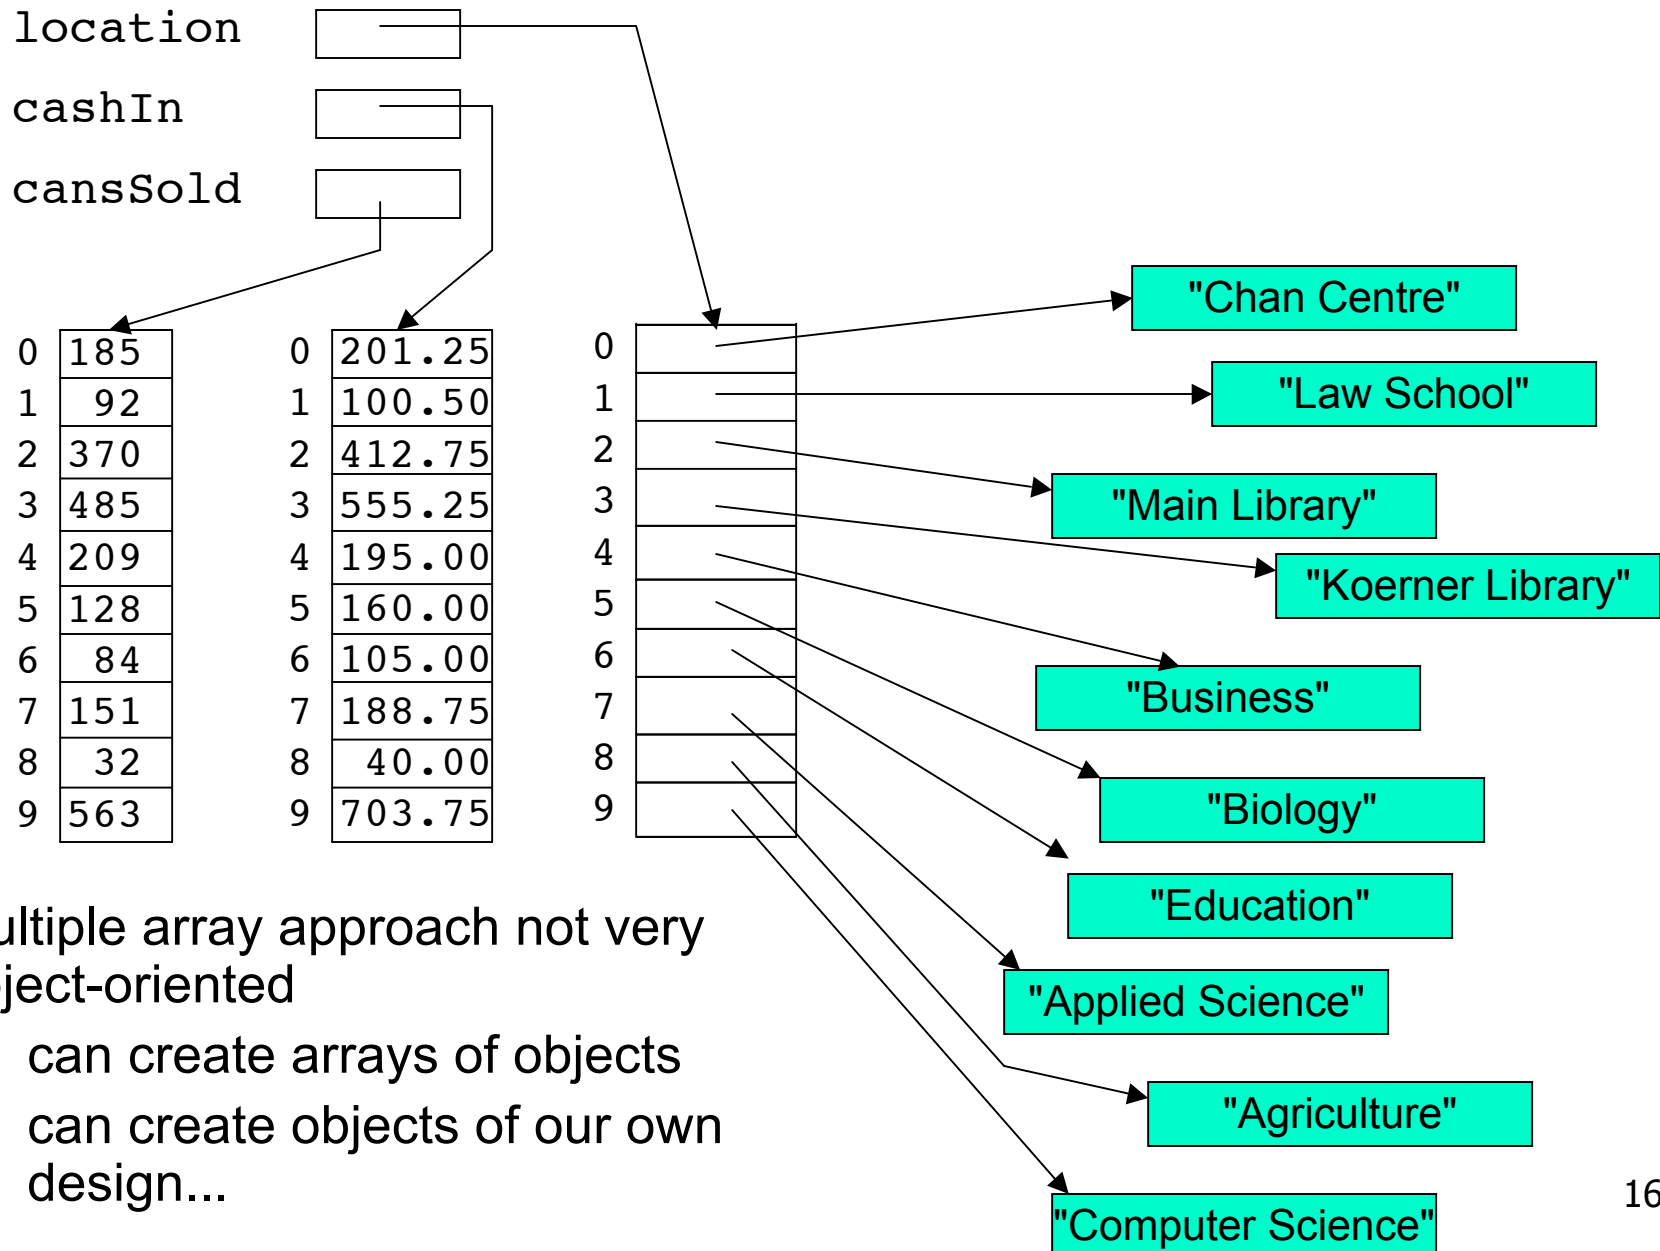 location
cashIn
cansSold
0 185
1 92
2 370
3 485
4 209
5 128
6 84
7 151
8 32
9 563
0 201.25
1 100.50
2 412.75
3 555.25
4 195.00
5 160.00
6 105.00
7 188.75
8 40.00
9 703.75
0
1
2
3
4
5
6
7
8
9
"Chan Centre"
"Law School"
"Main Library"
"Koerner Library"
"Business"
"Biology"
"Education"
"Applied Science"
"Agriculture"
"Computer Science"
ultiple array approach not very
ject-oriented
can create arrays of objects
can create objects of our own
design...
16